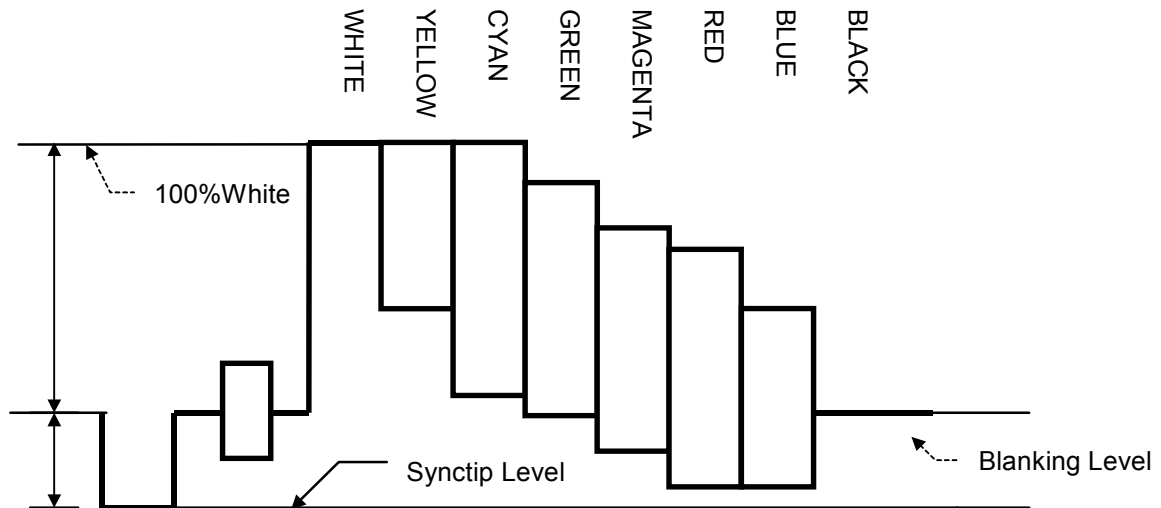 WHITE
YELLOW
CYAN
GREEN
MAGENTA
RED
BLUE
BLACK
100%White
Synctip Level
Blanking Level